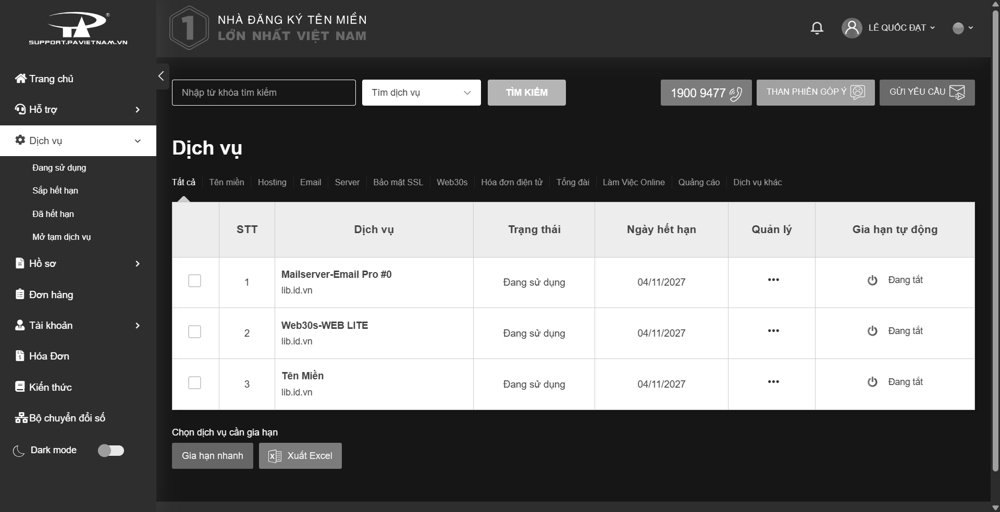 SUPPORT.PAVIETNAM.VN
Trang chủ
Hỗ trợ
Dịch vụ
Đang sử dụng
Sắp hết hạn
Đã hết hạn
Mở tạm dịch vụ
Hồ sơ
Đơn hàng
Tài khoản
Hóa Đơn
Kiến thức
Bộ chuyển đổi số
Dark mode
1
NHÀ ĐĂNG KÝ TÊN MIỀN
LỚN NHẤT VIỆT NAM
LÊ QUỐC ĐẠT
Nhập từ khóa tìm kiếm
Tìm dịch vụ
TÌM KIẾM
1900 9477
THAN PHIỀN GÓP Ý
GỬI YÊU CẦU
Dịch vụ
Tất cả Tên miền Hosting Email Server Bảo mật SSL Web30s Hóa đơn điện tử Tổng đài Làm Việc Online Quảng cáo Dịch vụ khác
STT Dịch vụ Trạng thái Ngày hết hạn Quản lý Gia hạn tự động
Mailserver-Email Pro #0
1 Đang sử dụng 04/11/2027 ••• Đang tắt
lib.id.vn
Web30s-WEB LITE
2 Đang sử dụng 04/11/2027 ••• Đang tắt
lib.id.vn
Tên Miền
3 Đang sử dụng 04/11/2027 ••• Đang tắt
lib.id.vn
Chọn dịch vụ cần gia hạn
Gia hạn nhanh
Xuất Excel